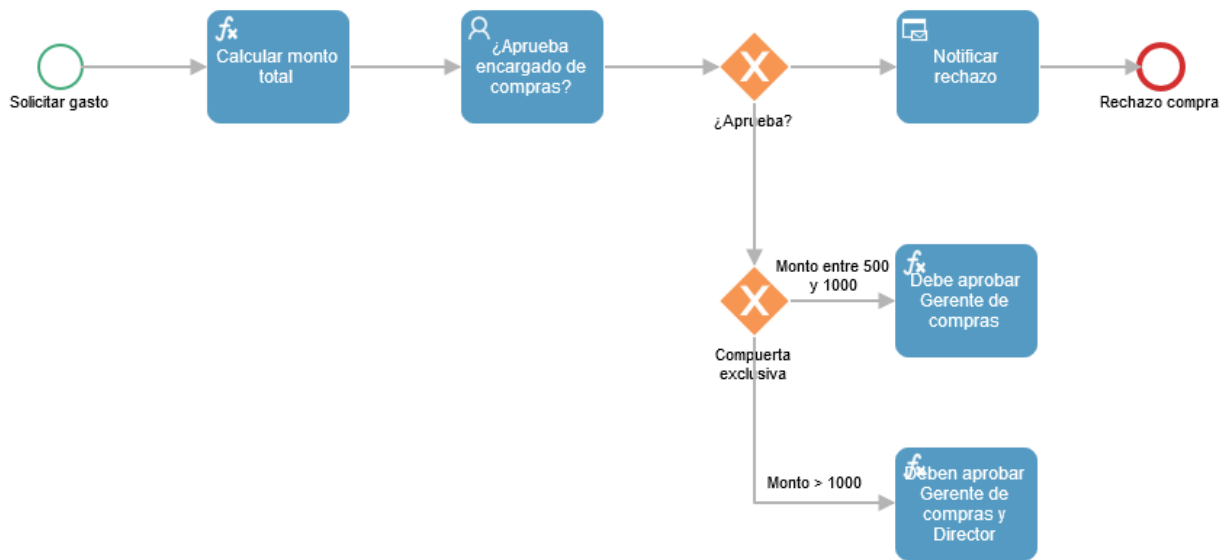 Solicitar gasto
Calcular monto
total
¿Aprueba
encargado de
compras?
¿Aprueba?
Notificar
rechazo
Rechazo compra
Monto entre 500
y 1000
Debe aprobar
Gerente de
compras
Compuerta
exclusiva
Monto > 1000
Deben aprobar
Gerente de
compras y
Director